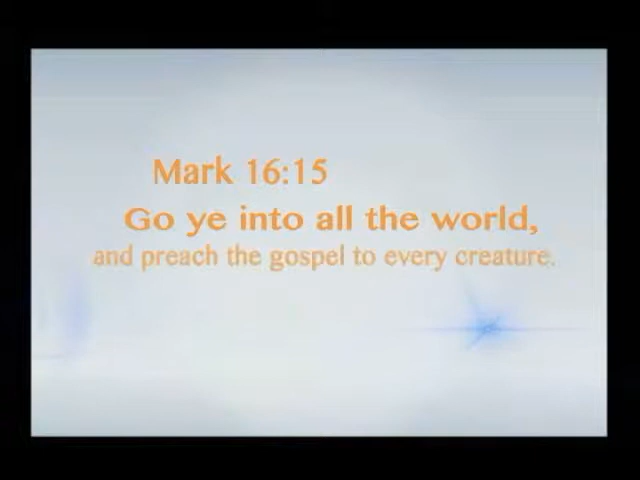 Mark 16:15
Go ye into all the world,
and preach the gospel to every creature.